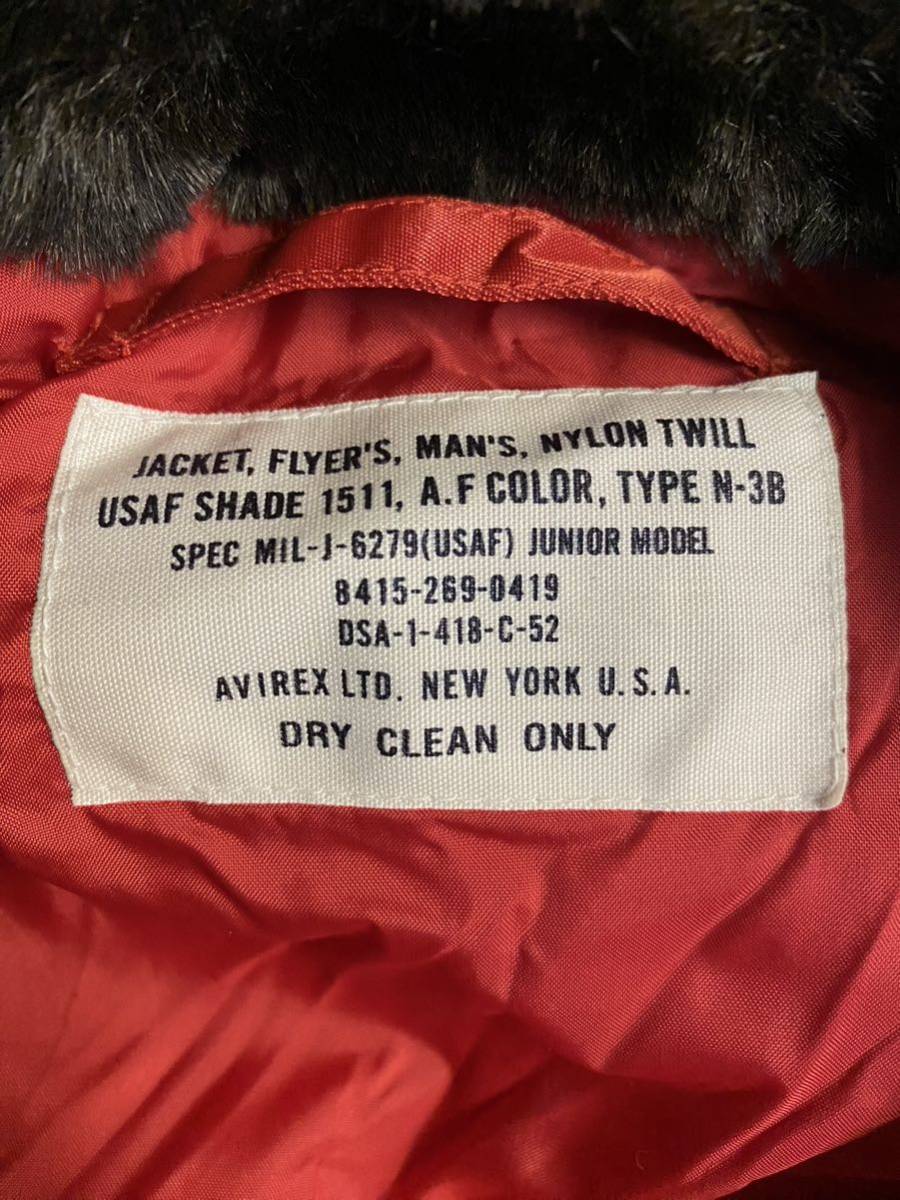 JACKET, FLYER'S, MAN'S, NYLON TWILL
USAF SHADE 1511, A.F COLOR, TYPE N-3B
SPEC MIL-J-6279(USAF) JUNIOR MODEL
8415-269-0419
DSA-1-418-C-52
AVIREX LTD. NEW YORK U.S.A.
DRY CLEAN ONLY